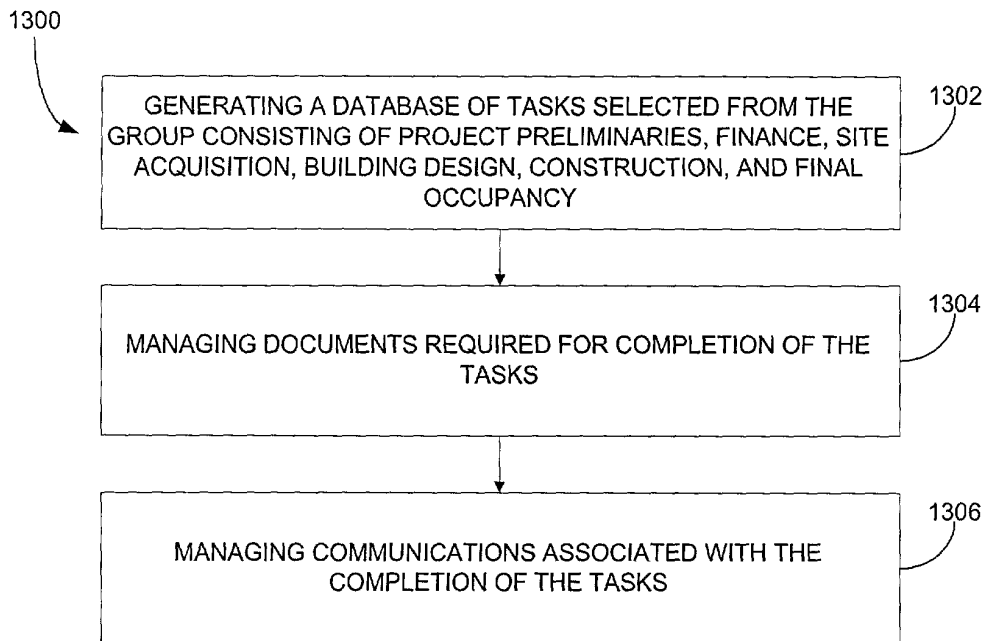 1300
GENERATING A DATABASE OF TASKS SELECTED FROM THE
GROUP CONSISTING OF PROJECT PRELIMINARIES, FINANCE, SITE
ACQUISITION, BUILDING DESIGN, CONSTRUCTION, AND FINAL
OCCUPANCY
1302
MANAGING DOCUMENTS REQUIRED FOR COMPLETION OF THE
TASKS
1304
MANAGING COMMUNICATIONS ASSOCIATED WITH THE
COMPLETION OF THE TASKS
1306